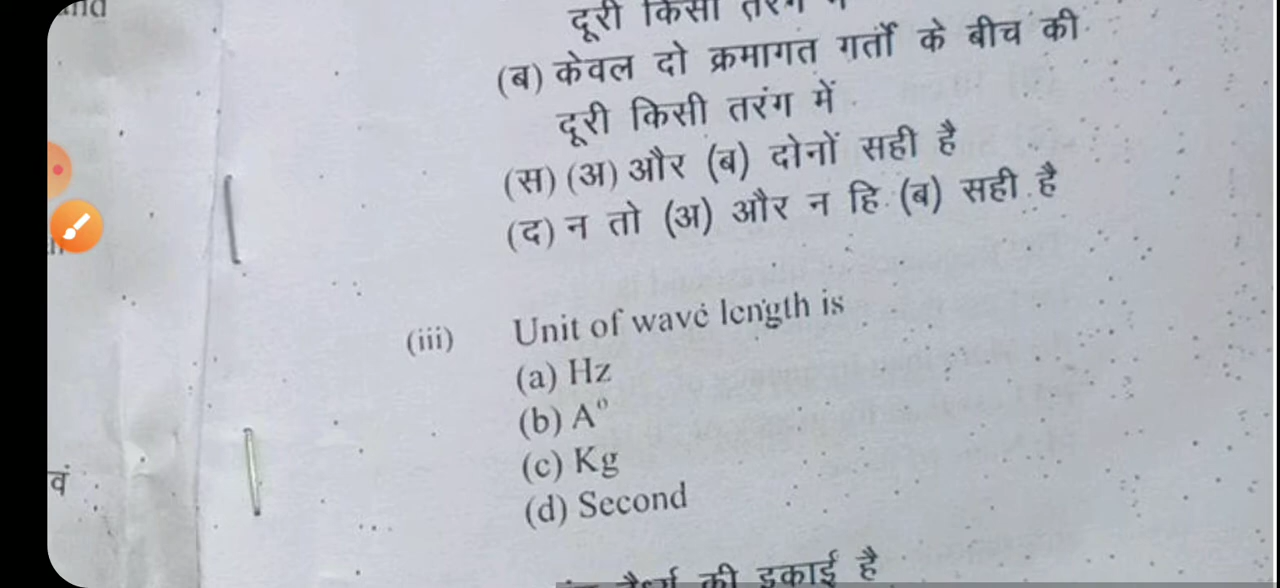 दूरी किसी तरंग में
(ब) केवल दो क्रमागत गर्तों के बीच की
दूरी किसी तरंग में
(स) (अ) और (ब) दोनों सही है
(द) न तो (अ) और न हि (ब) सही है
(iii) Unit of wave length is
(a) Hz
(b) A°
(c) Kg
(d) Second
वं
की इकाई है